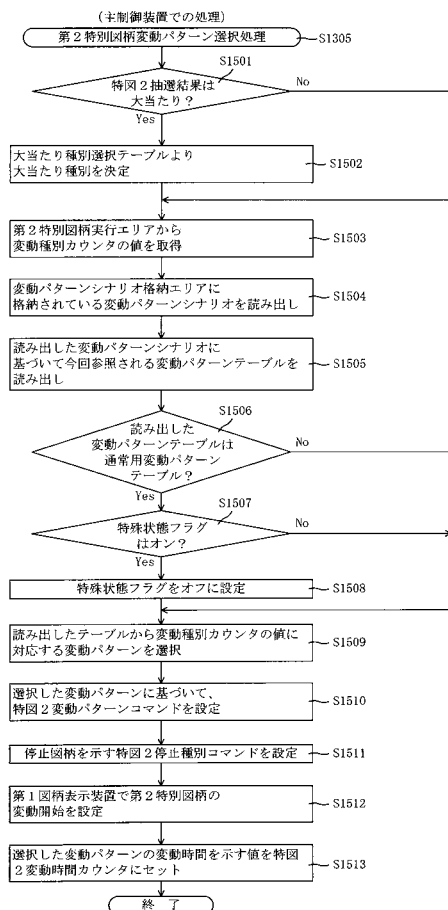 (主制御装置での処理)
第2特別図柄変動パターン選択処理
S1305
S1501
特図2抽選結果は
大当たり?
No
Yes
大当たり種別選択テーブルより
大当たり種別を決定
S1502
第2特別図柄実行エリアから
変動種別カウンタの値を取得
S1503
変動パターンシナリオ格納エリアに
格納されている変動パターンシナリオを読み出し
S1504
読み出した変動パターンシナリオに
基づいて今回参照される変動パターンテーブルを
読み出し
S1505
S1506
読み出した
変動パターンテーブルは
通常用変動パターン
テーブル?
No
Yes
S1507
特殊状態フラグ
はオン?
No
Yes
特殊状態フラグをオフに設定
S1508
読み出したテーブルから変動種別カウンタの値に
対応する変動パターンを選択
S1509
選択した変動パターンに基づいて、
特図2変動パターンコマンドを設定
S1510
停止図柄を示す特図2停止種別コマンドを設定
S1511
第1図柄表示装置で第2特別図柄の
変動開始を設定
S1512
選択した変動パターンの変動時間を示す値を特図
2変動時間カウンタにセット
S1513
終了